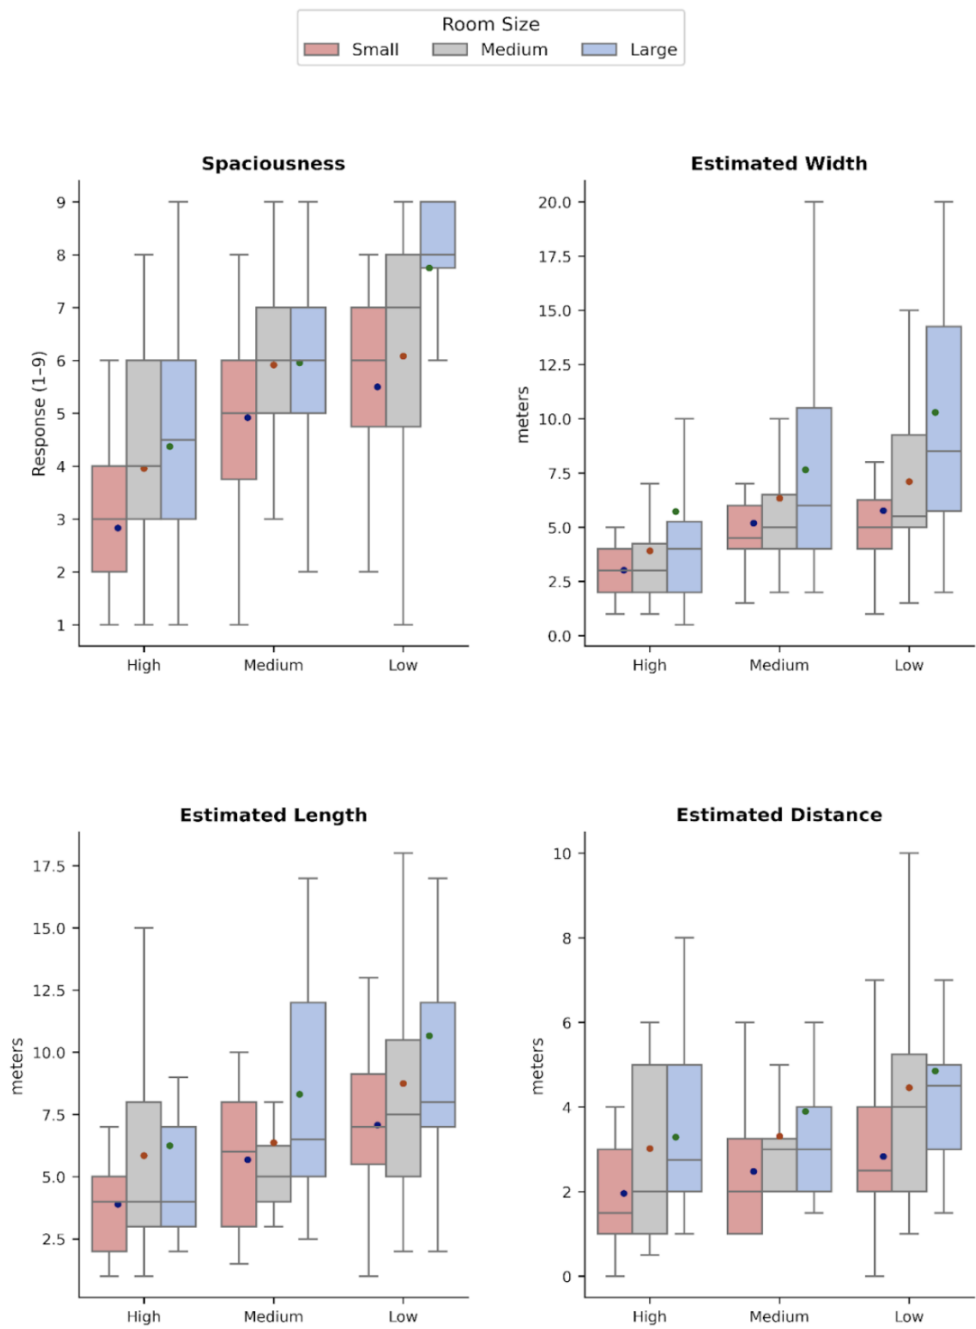 Room Size
Small Medium Large
Spaciousness
Response (1–9)
9
8
7
6
5
4
3
2
1
High Medium Low
Estimated Width
meters
20.0
17.5
15.0
12.5
10.0
7.5
5.0
2.5
0.0
High Medium Low
Estimated Length
meters
17.5
15.0
12.5
10.0
7.5
5.0
2.5
High Medium Low
Estimated Distance
meters
10
8
6
4
2
0
High Medium Low